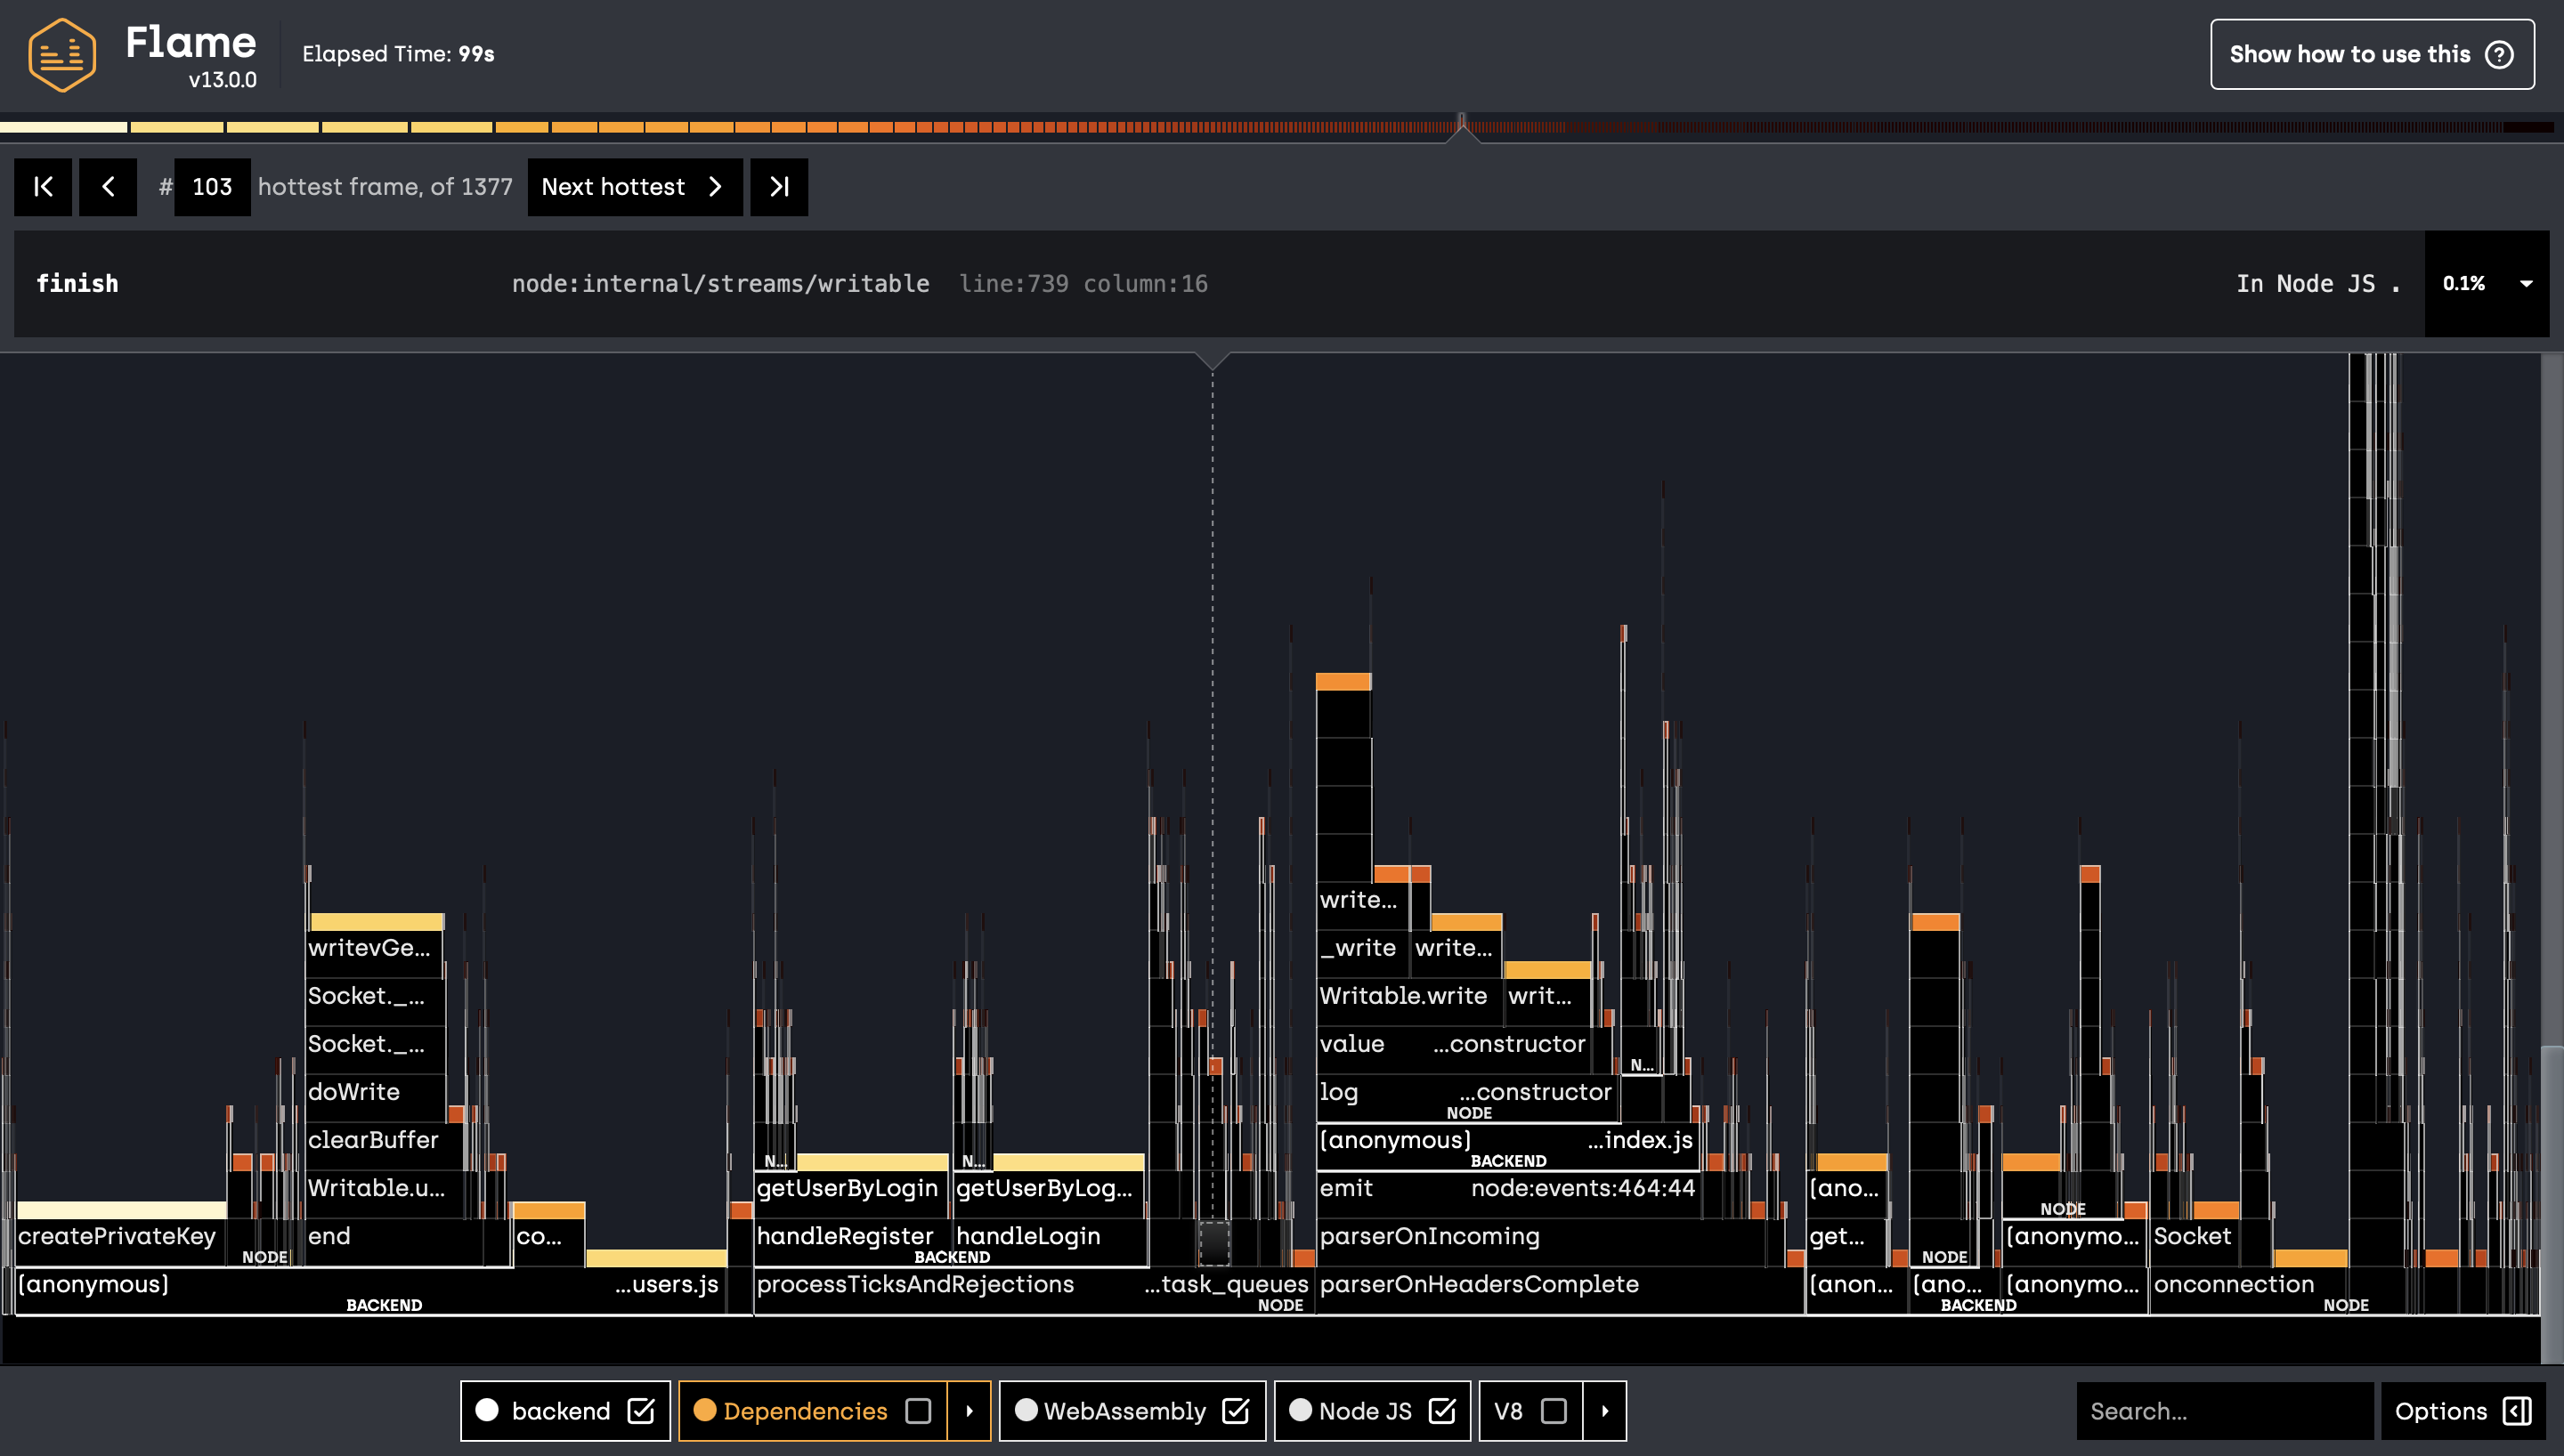 Flame
v13.0.0
Elapsed Time: 99s
Show how to use this
# 103 hottest frame, of 1377
Next hottest
finish
node:internal/streams/writable line:739 column:16
In Node JS .
0.1%
write...
writevGe...
_write
write...
Socket._...
Writable.write
writ...
Socket._...
value
...constructor
N...
doWrite
log
...constructor
NODE
clearBuffer
(anonymous)
...index.js
N...
N...
BACKEND
Writable.u...
getUserByLogin
getUserByLog...
emit
node:events:464:44
(ano...
NODE
createPrivateKey
end
co...
handleRegister
handleLogin
parserOnIncoming
get...
(anonymo...
Socket
NODE
BACKEND
NODE
(anonymous)
...users.js
processTicksAndRejections
...task_queues
parserOnHeadersComplete
(anon...
(ano...
(anonymo...
onconnection
BACKEND
NODE
BACKEND
NODE
backend
Dependencies
WebAssembly
Node JS
V8
Search...
Options